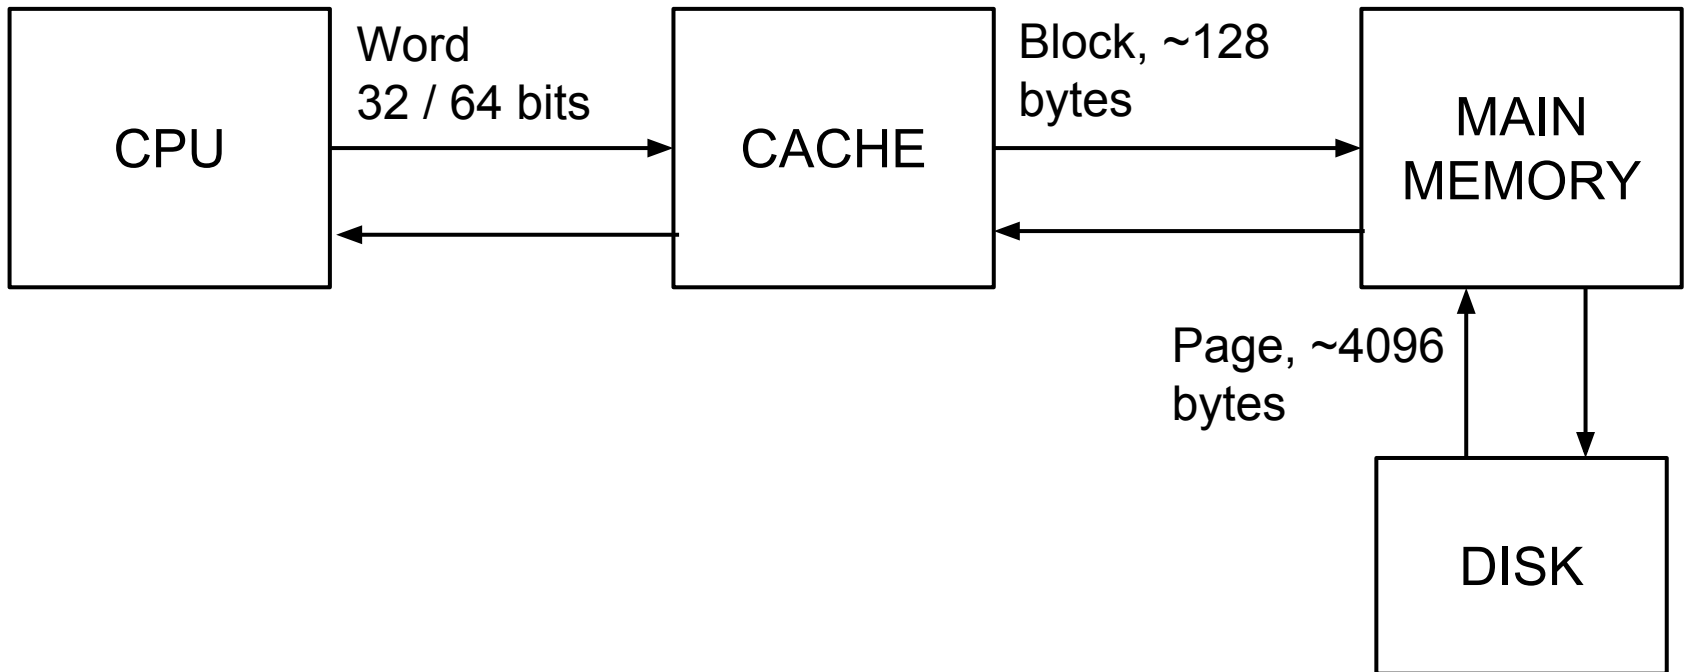 CPU
Word
32 / 64 bits
CACHE
Block, ~128
bytes
MAIN
MEMORY
Page, ~4096
bytes
DISK